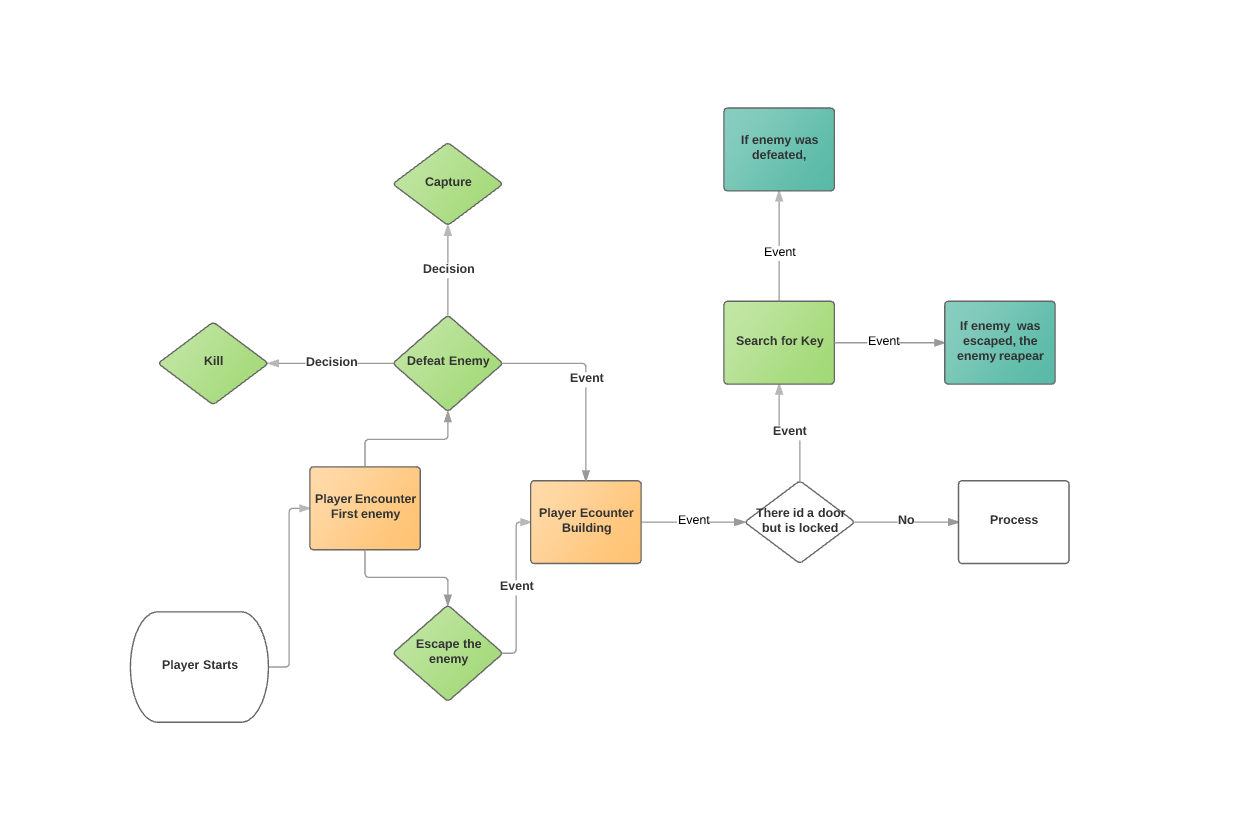 If enemy was
defeated,
Capture
Event
Decision
If enemy  was
escaped, the
enemy reapear
Search for Key
Event
Kill
Decision
Defeat Enemy
Event
Event
Player Encounter
First enemy
Player Ecounter
Building
Event
There id a door
but is locked
No
Process
Event
Escape the
enemy
Player Starts